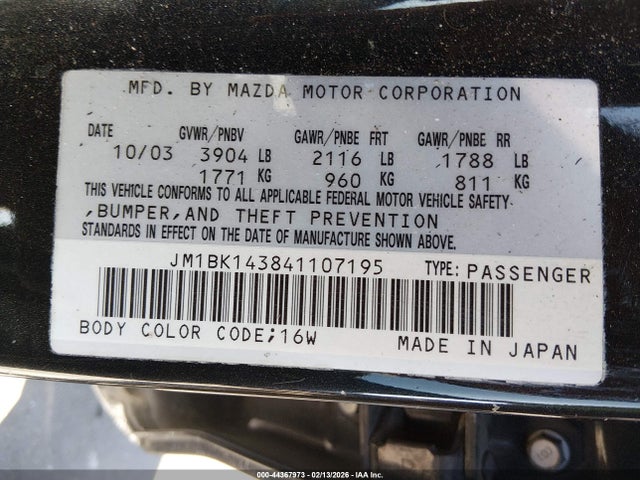 MFD. BY MAZDA MOTOR CORPORATION
DATE GVWR/PNBV GAWR/PNBE FRT GAWR/PNBE RR
10/03 3904 LB 2116 LB 1788 LB
1771 KG 960 KG 811 KG
THIS VEHICLE CONFORMS TO ALL APPLICABLE FEDERAL MOTOR VEHICLE SAFETY
,BUMPER,AND THEFT PREVENTION
STANDARDS IN EFFECT ON THE DATE OF MANUFACTURE SHOWN ABOVE.
JM1BK143841107195 TYPE: PASSENGER
BODY COLOR CODE;16W MADE IN JAPAN
000-44367973 - 02/13/2026 - IAA Inc.